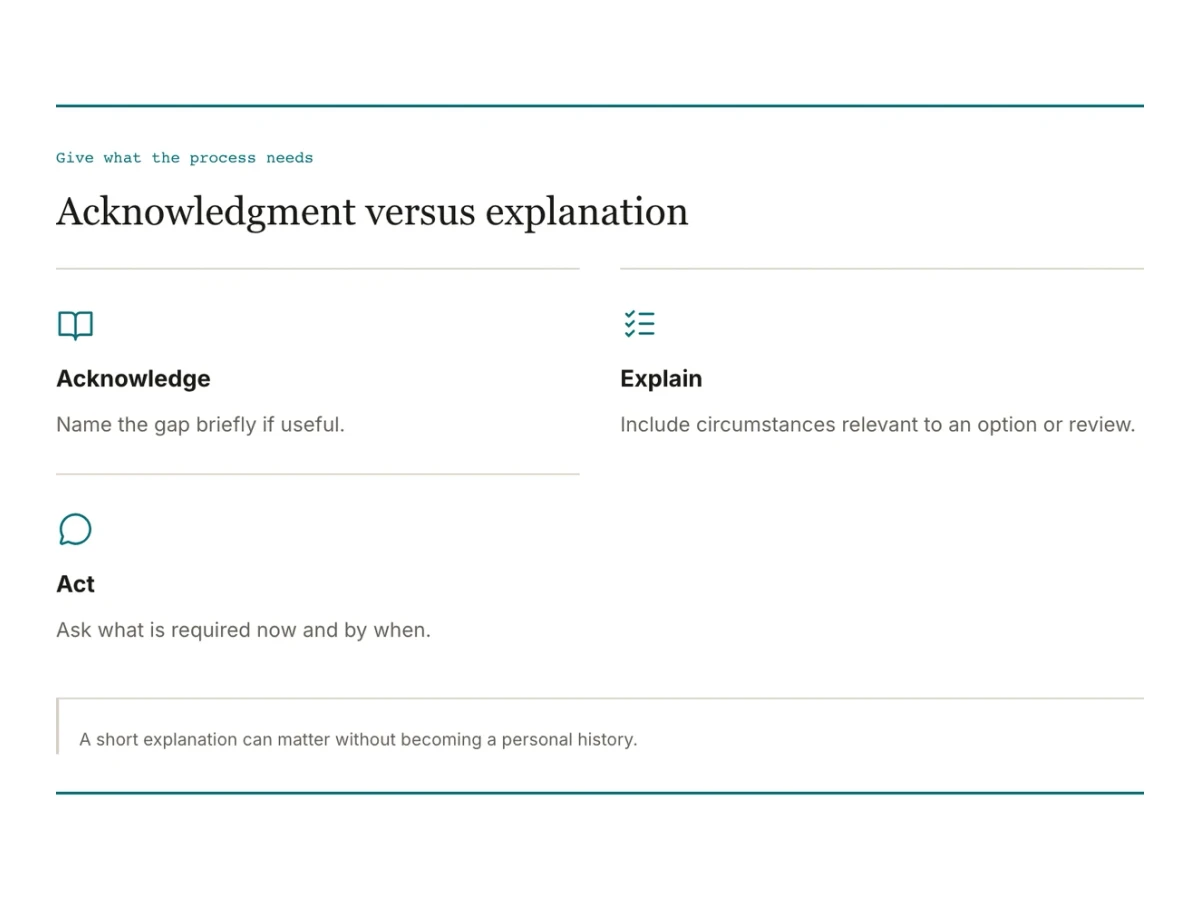 Give what the process needs
Acknowledgment versus explanation
Acknowledge
Name the gap briefly if useful.
Explain
Include circumstances relevant to an option or review.
Act
Ask what is required now and by when.
A short explanation can matter without becoming a personal history.